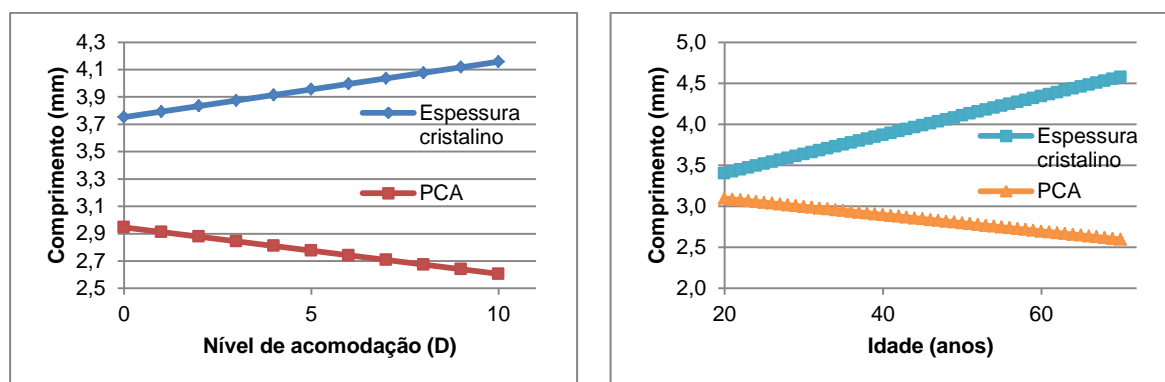 4,3
4,1
3,9
3,7
3,5
3,3
3,1
2,9
2,7
2,5
0
5
10
Comprimento (mm)
Nível de acomodação (D)
Espessura
cristalino
PCA
5,0
4,5
4,0
3,5
3,0
2,5
2,0
20
40
60
Comprimento (mm)
Idade (anos)
Espessura
cristalino
PCA